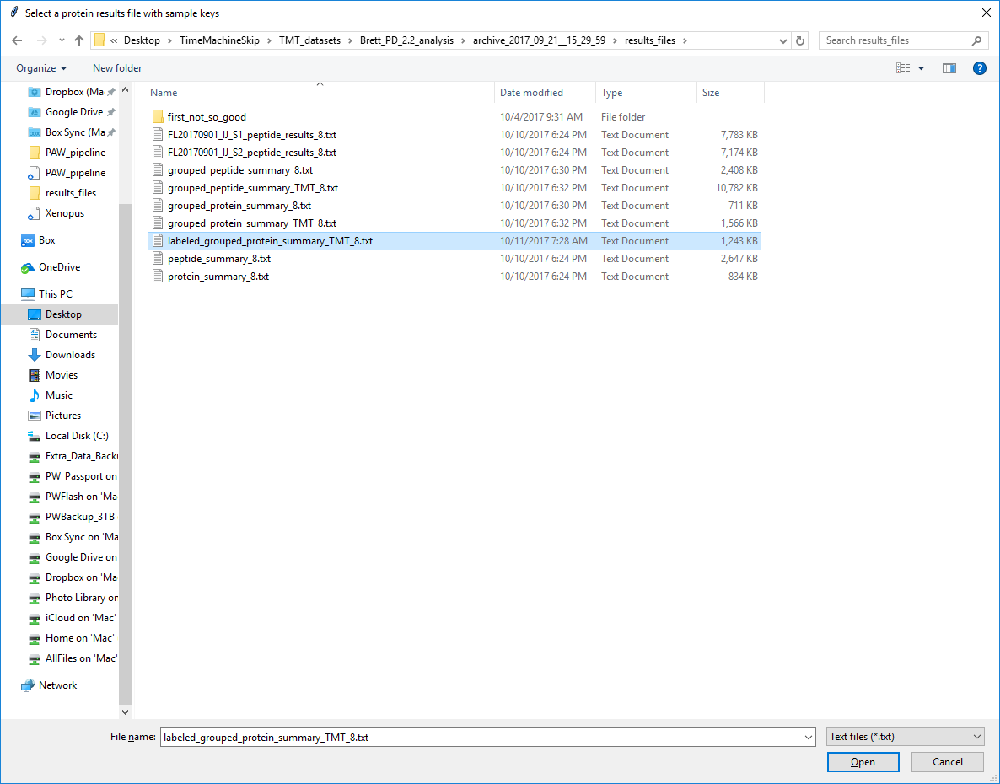 Select a protein results file with sample keys
« Desktop > TimeMachineSkip > TMT_datasets > Brett_PD_2.2_analysis > archive_2017_09_21__15_29_59 > results_files >
Search results_files
Organize
New folder
Dropbox (Ma
Google Drive
Box Sync (Ma
PAW_pipeline
PAW_pipeline
results_files
Xenopus
Box
OneDrive
This PC
Desktop
Documents
Downloads
Movies
Music
Pictures
Local Disk (C:)
Extra_Data_Backu
PW_Passport on
PWFlash on 'Ma
PWBackup_3TB
Box Sync on 'Ma
Google Drive on
Dropbox on 'Ma
Photo Library on
iCloud on 'Mac'
Home on 'Mac'
AllFiles on 'Mac'
Network
Name Date modified Type Size
first_not_so_good 10/4/2017 9:31 AM File folder
FL20170901_IJ_S1_peptide_results_8.txt 10/10/2017 6:24 PM Text Document 7,783 KB
FL20170901_IJ_S2_peptide_results_8.txt 10/10/2017 6:24 PM Text Document 7,174 KB
grouped_peptide_summary_8.txt 10/10/2017 6:30 PM Text Document 2,408 KB
grouped_peptide_summary_TMT_8.txt 10/10/2017 6:32 PM Text Document 10,782 KB
grouped_protein_summary_8.txt 10/10/2017 6:30 PM Text Document 711 KB
grouped_protein_summary_TMT_8.txt 10/10/2017 6:32 PM Text Document 1,566 KB
labeled_grouped_protein_summary_TMT_8.txt 10/11/2017 7:28 AM Text Document 1,243 KB
peptide_summary_8.txt 10/10/2017 6:24 PM Text Document 2,647 KB
protein_summary_8.txt 10/10/2017 6:24 PM Text Document 834 KB
File name: labeled_grouped_protein_summary_TMT_8.txt
Text files (*.txt)
Open
Cancel